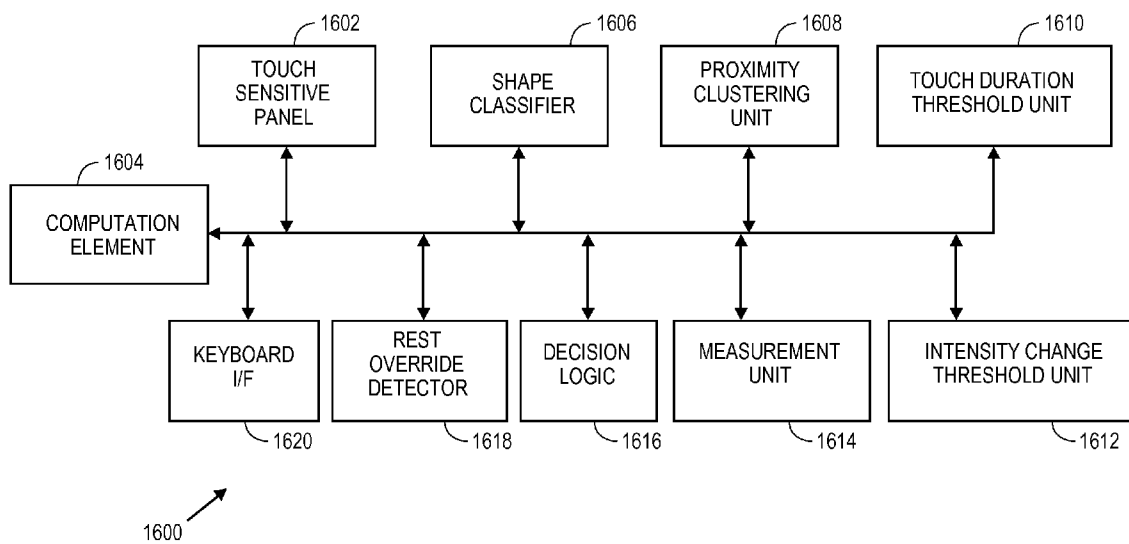 1602
TOUCH
SENSITIVE
PANEL
1606
SHAPE
CLASSIFIER
1608
PROXIMITY
CLUSTERING
UNIT
1610
TOUCH DURATION
THRESHOLD UNIT
1604
COMPUTATION
ELEMENT
KEYBOARD
I/F
1620
REST
OVERRIDE
DETECTOR
1618
DECISION
LOGIC
1616
MEASUREMENT
UNIT
1614
INTENSITY CHANGE
THRESHOLD UNIT
1612
1600